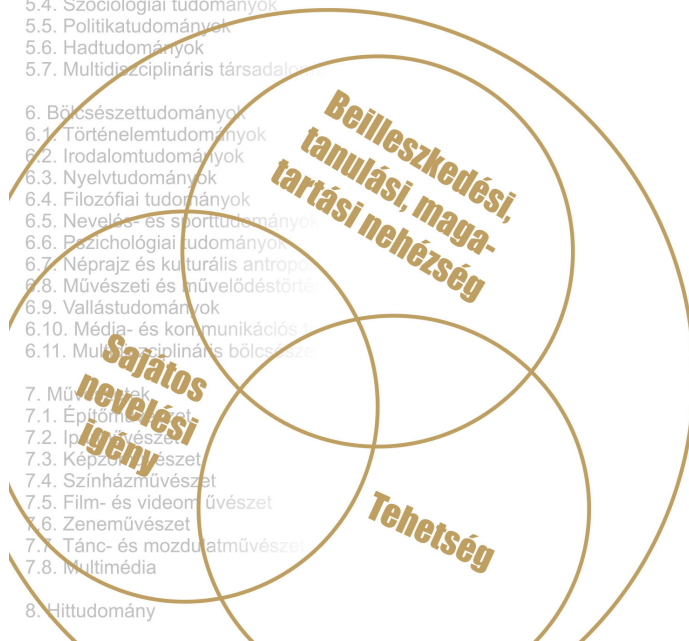 5.4. Szociológiai tudományok
5.5. Politikatudományok
5.6. Hadtudományok
5.7. Multidiszciplináris
6. Bölcsészettudományok
6.1. Történelemtudományok
6.2. Irodalomtudományok
6.3. Nyelvtudományok
6.4. Filozófiai tudományok
6.5. Nevelés- és sporttudományok
6.6. Pszichológiai tudományok
6.7. Néprajz és kulturális
6.8. Művészeti és
6.9. Vallástudományok
6.10. Média- és kommunikációs
6.11. Multidiszciplináris
7. Művészetek
7.1. Építőművészet
7.2. Iparművészet
7.3. Képzőművészet
7.4. Színházművészet
7.5. Film- és videom űvészet
7.6. Zeneművészet
7.7. Tánc- és mozdulatművészet
7.8. Multimédia
8. Hittudomány
Beilleszkedési,
tanulási, maga-
tartási nehézség
Sajátos
nevelési
igény
Tehetség